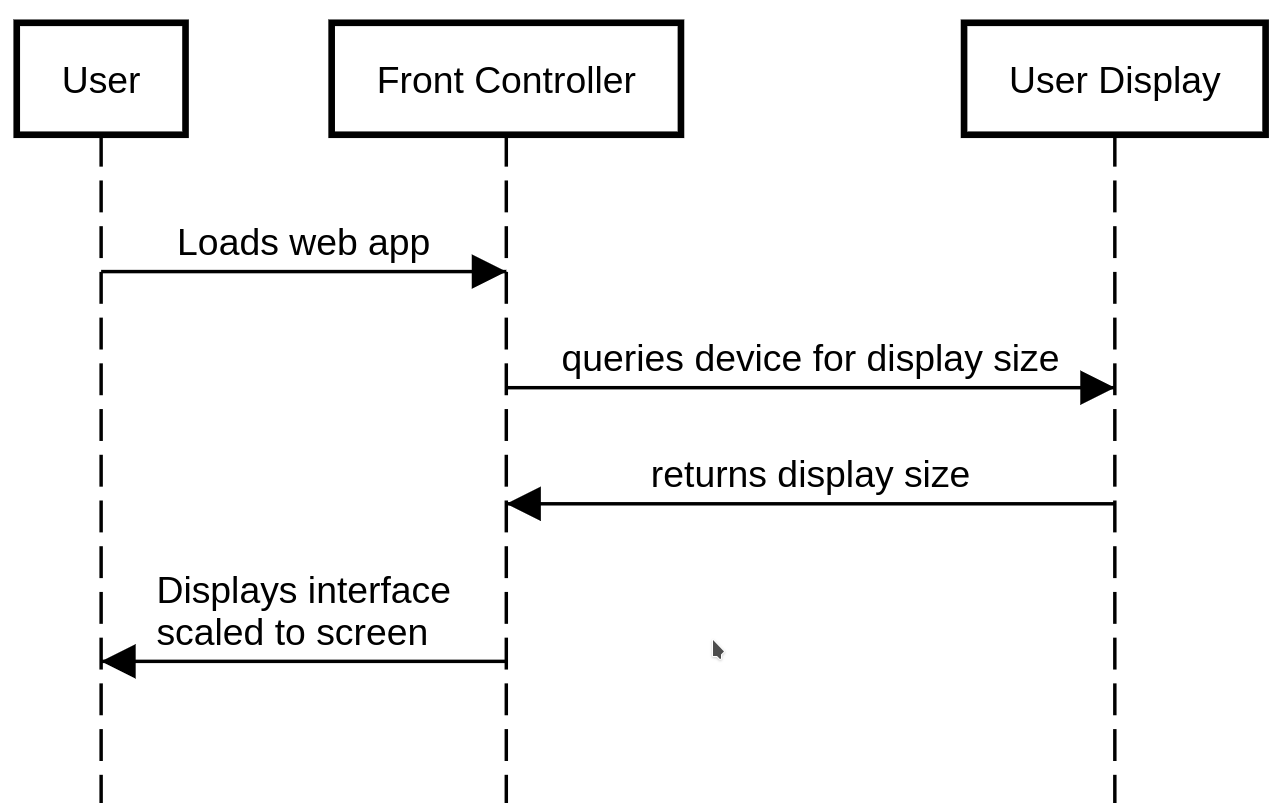 User
Front Controller
User Display
Loads web app
queries device for display size
returns display size
Displays interface
scaled to screen